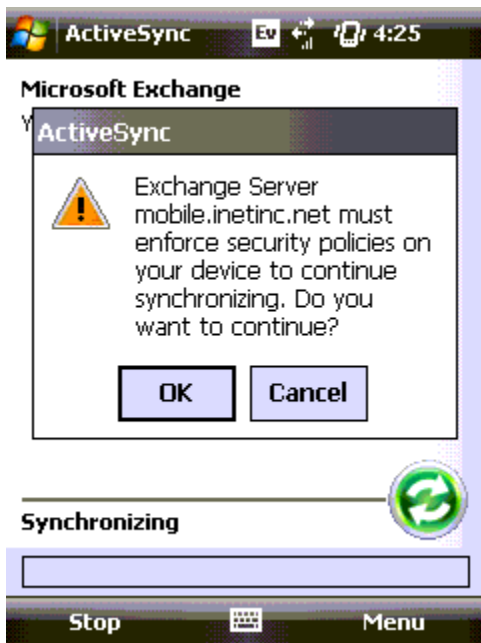 ActiveSync Ev 4:25
Microsoft Exchange
Y
ActiveSync
Exchange Server
mobile.inetinc.net must
enforce security policies on
your device to continue
synchronizing. Do you
want to continue?
OK Cancel
Synchronizing
Stop Menu